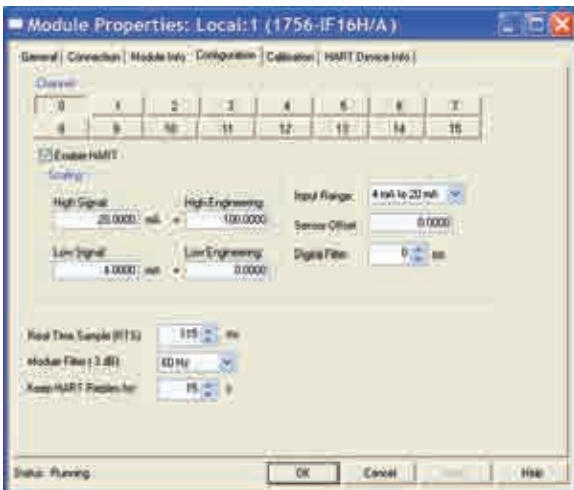 Module Properties: Local:1 (1756-IF16H/A)
General Connection Module Info Configuration Calibration HART Device Info
Channel
0 1 2 3 4 5 6 7
8 9 10 11 12 13 14 15
Enable HART
Scaling
High Signal High Engineering
20.0000 mA = 100.0000
Low Signal Low Engineering
4.0000 mA = 0.0000
Input Range: 4 mA to 20 mA
Sensor Offset: 0.0000
Digital Filter: 0 ms
Real Time Sample (RTS) ms
Module Filter (-3 dB) 60 Hz
Keep HART Replies for 15 s
Status: Running OK Cancel Help